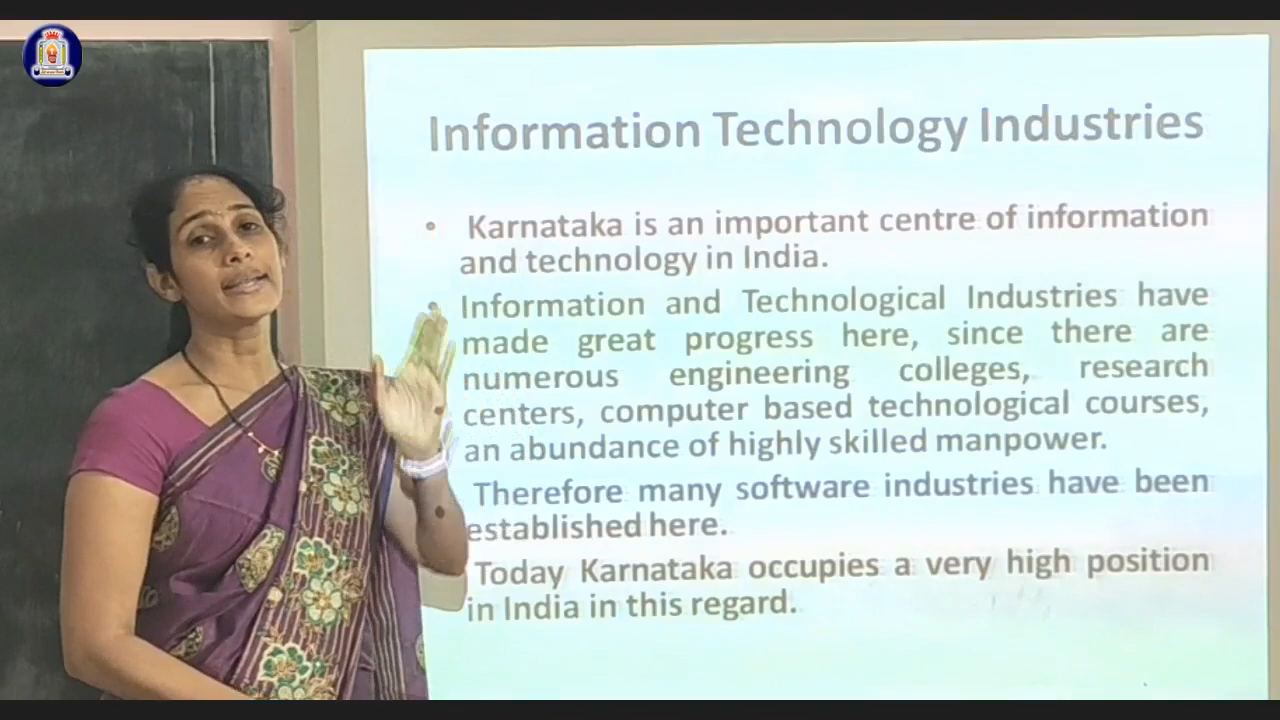 Information Technology Industries
• Karnataka is an important centre of information
and technology in India.
• Information and Technological Industries have
made great progress here, since there are
numerous engineering colleges, research
centers, computer based technological courses,
an abundance of highly skilled manpower.
Therefore many software industries have been
established here.
Today Karnataka occupies a very high position
in India in this regard.